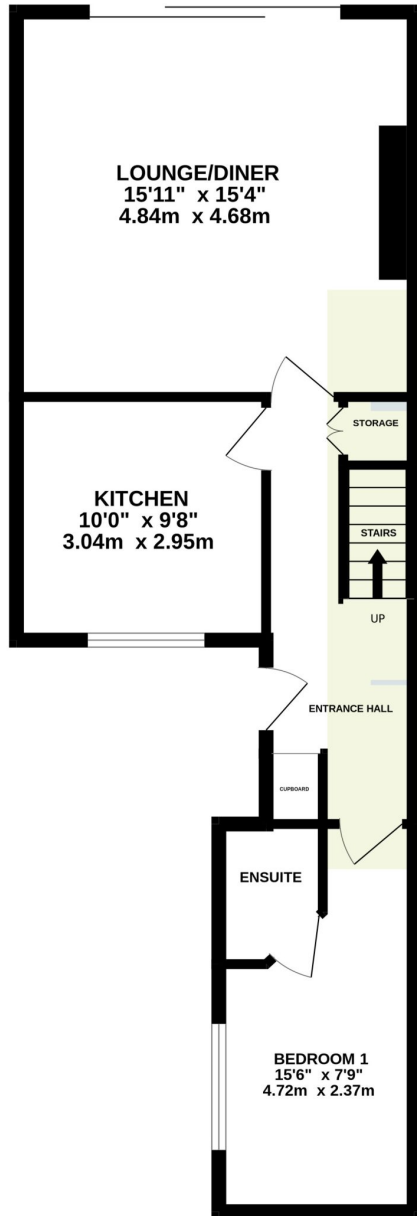 LOUNGE/DINER
15'11" x 15'4"
4.84m x 4.68m
STORAGE
KITCHEN
10'0" x 9'8"
3.04m x 2.95m
STAIRS
UP
ENTRANCE HALL
CUPBOARD
ENSUITE
BEDROOM 1
15'6" x 7'9"
4.72m x 2.37m